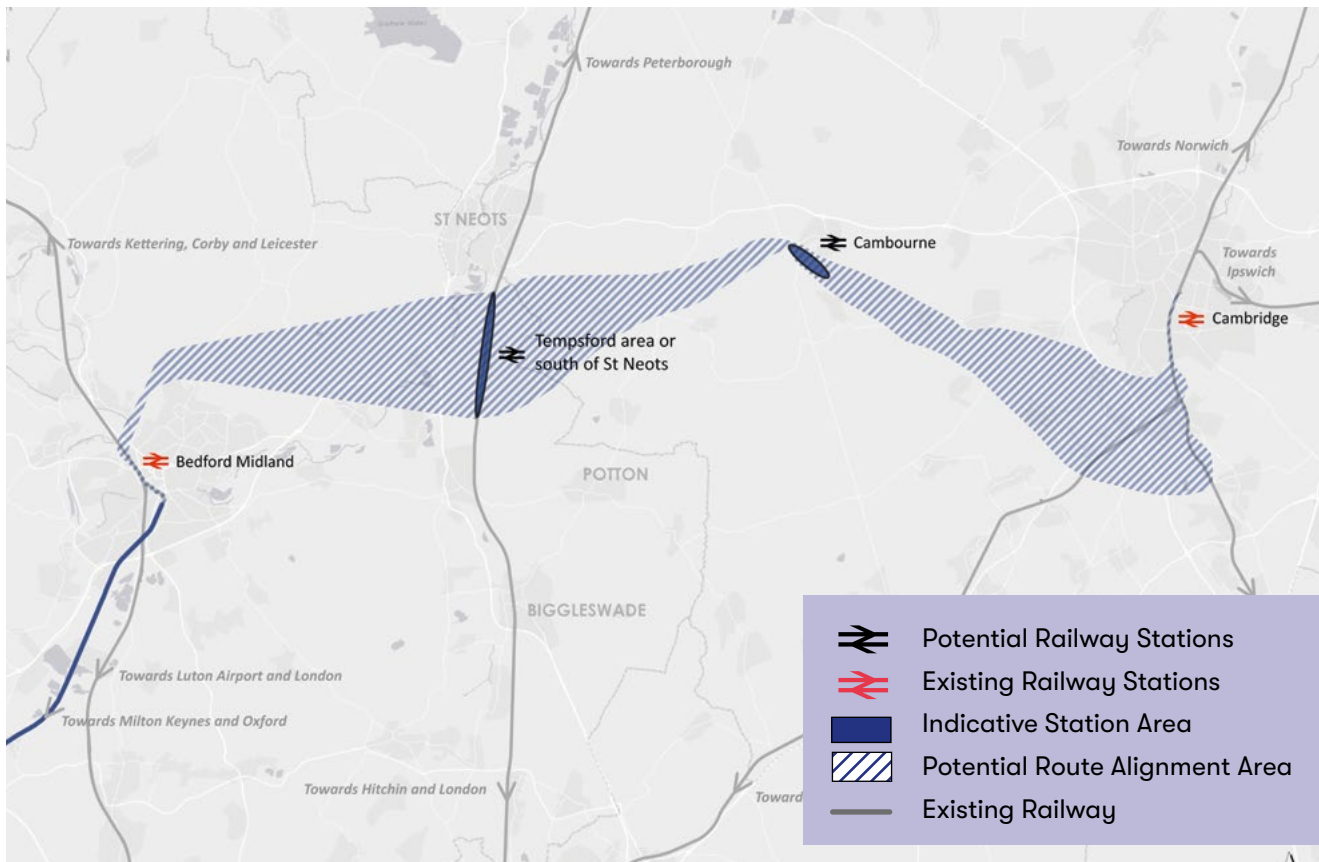 Towards Peterborough
Towards Norwich
ST NEOTS
Towards Kettering, Corby and Leicester
Cambourne
Towards
Ipswich
Cambridge
Tempsford area or
south of St Neots
Bedford Midland
POTTON
BIGGLESWADE
Towards Luton Airport and London
Towards Milton Keynes and Oxford
Towards Hitchin and London
Toward
Potential Railway Stations
Existing Railway Stations
Indicative Station Area
Potential Route Alignment Area
Existing Railway